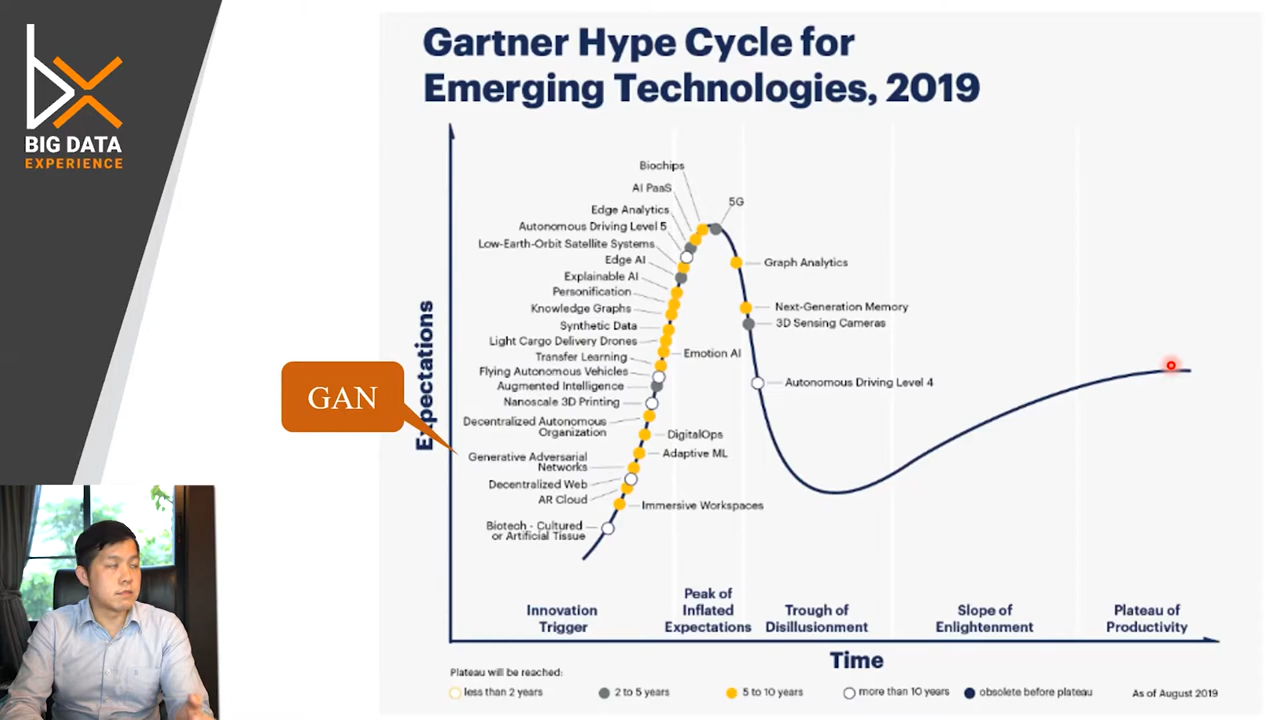 BIG DATA
EXPERIENCE
Gartner Hype Cycle for
Emerging Technologies, 2019
Expectations
Biochips
AI PaaS
5G
Edge Analytics
Autonomous Driving Level 5
Low-Earth-Orbit Satellite Systems
Edge AI
Graph Analytics
Explainable AI
Personification
Knowledge Graphs
Next-Generation Memory
Synthetic Data
3D Sensing Cameras
Light Cargo Delivery Drones
Transfer Learning
Emotion AI
Flying Autonomous Vehicles
Augmented Intelligence
Autonomous Driving Level 4
Nanoscale 3D Printing
GAN
Decentralized Autonomous
Organization
DigitalOps
Adaptive ML
Generative Adversarial
Networks
Decentralized Web
AR Cloud
Immersive Workspaces
Biotech - Cultured
or Artificial Tissue
Innovation
Trigger
Peak of
Inflated
Expectations
Trough of
Disillusionment
Slope of
Enlightenment
Plateau of
Productivity
Time
Plateau will be reached:
less than 2 years
2 to 5 years
5 to 10 years
more than 10 years
obsolete before plateau
As of August 2019